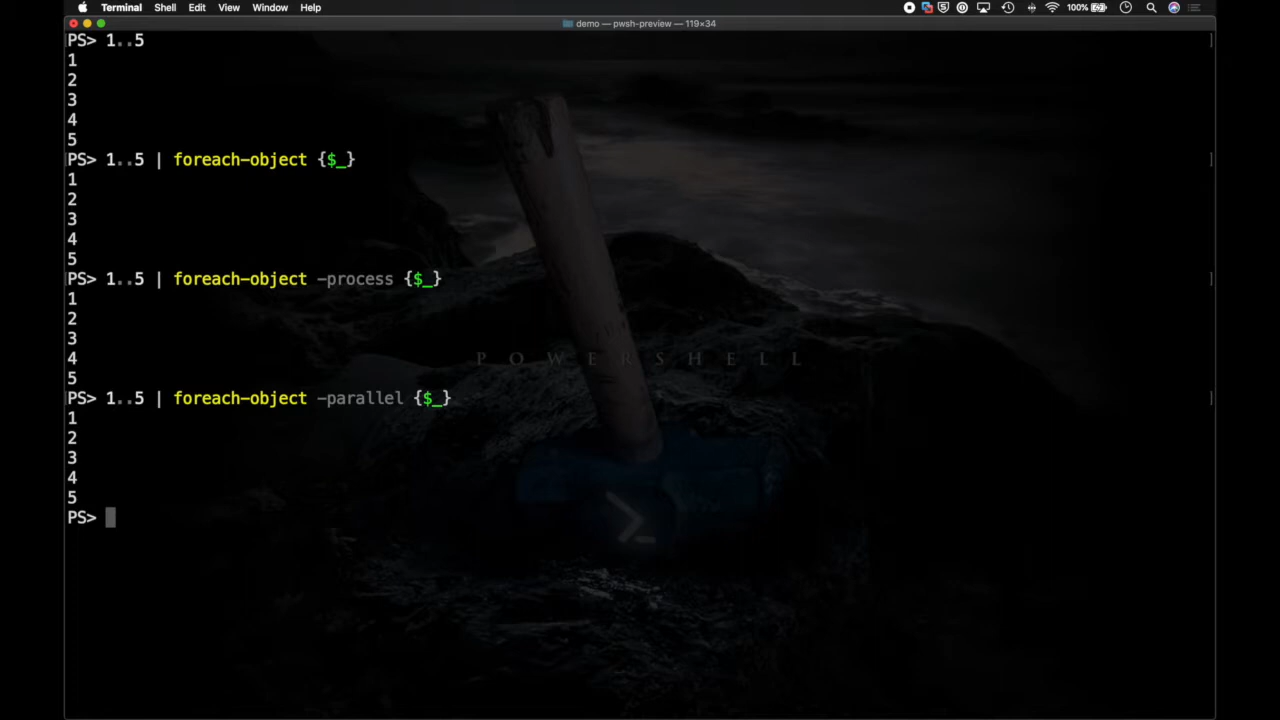 Terminal Shell Edit View Window Help 100%
demo — pwsh-preview — 119×34
PS> 1..5
1
2
3
4
5
PS> 1..5 | foreach-object {$_}
1
2
3
4
5
PS> 1..5 | foreach-object -process {$_}
1
2
3
4
5
POWERSHELL
PS> 1..5 | foreach-object -parallel {$_}
1
2
3
4
5
PS>